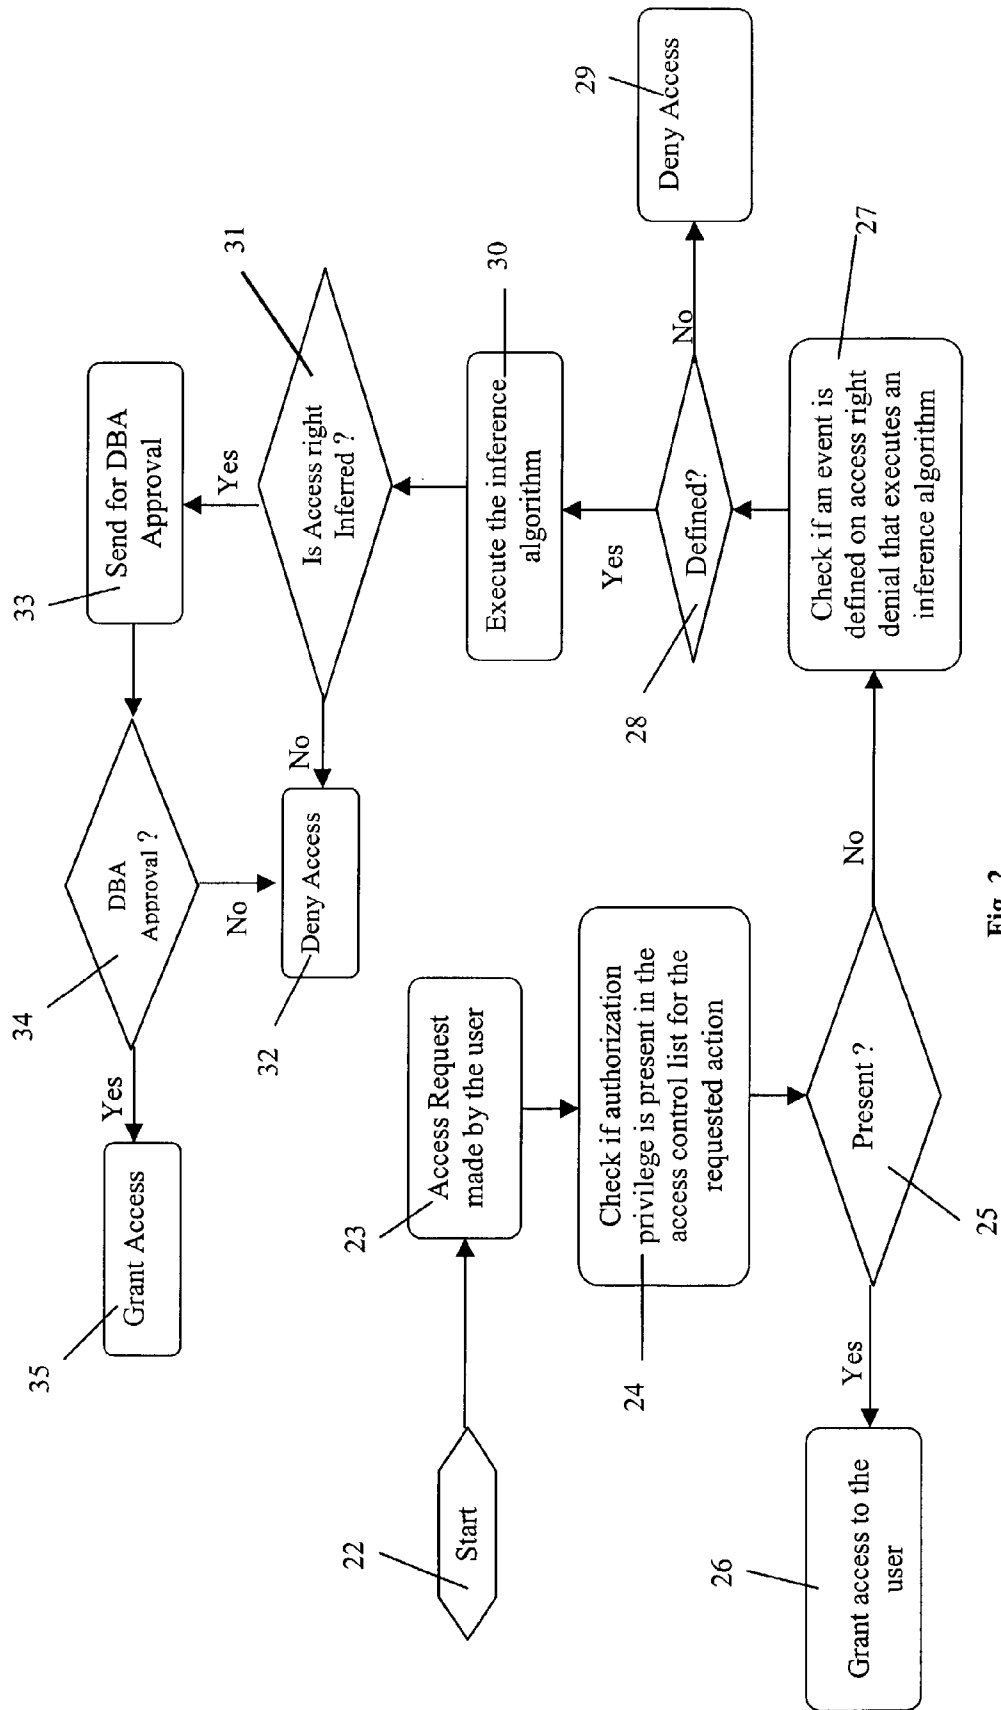 22
Start
23
Access Request
made by the user
24
Check if authorization
privilege is present in the
access control list for the
requested action
25
Present ?
Yes
26
Grant access to the
user
No
27
Check if an event is
defined on access right
denial that executes an
inference algorithm
28
Defined?
No
29
Deny Access
Yes
30
Execute the inference
algorithm
31
Is Access right
Inferred ?
No
32
Deny Access
Yes
33
Send for DBA
Approval
34
DBA
Approval ?
No
Yes
35
Grant Access
Fig. 2